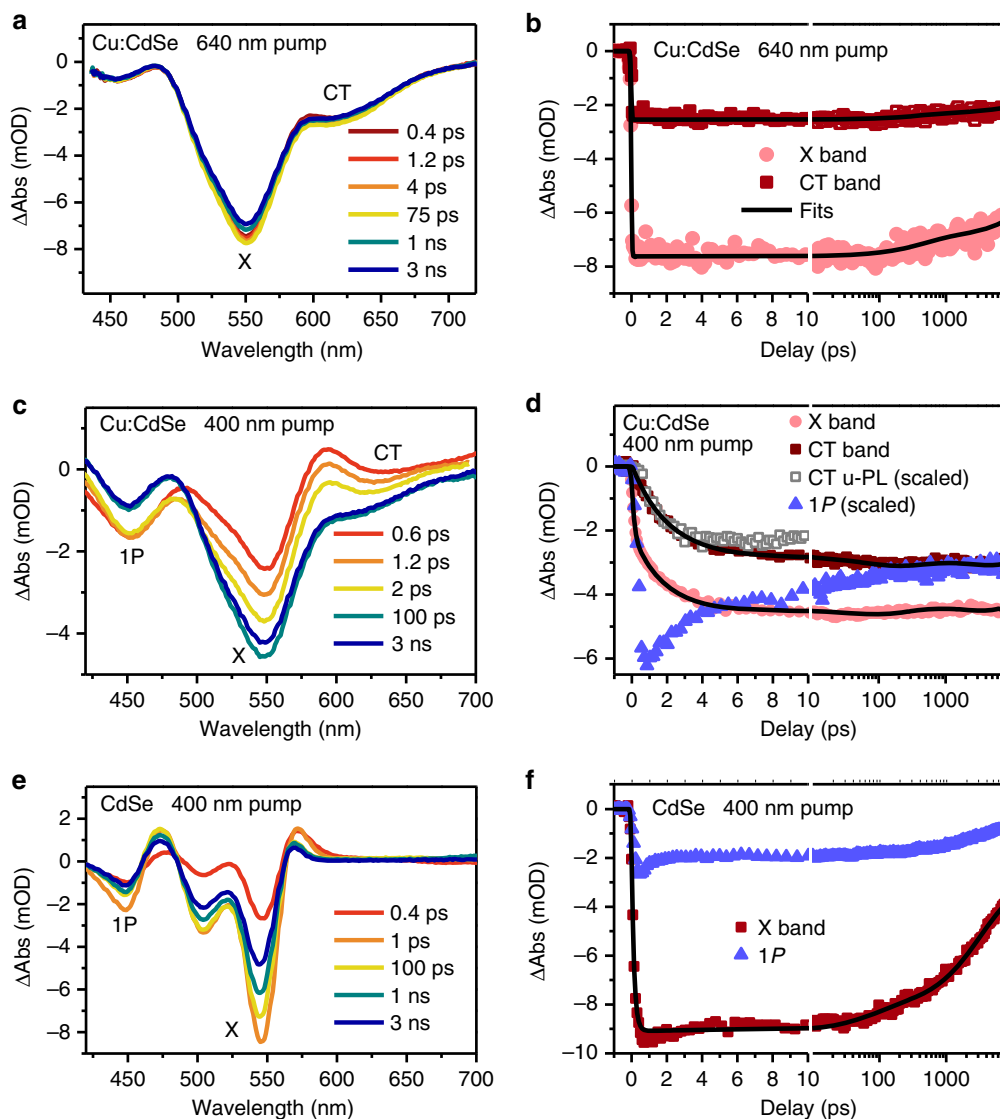 a
Cu:CdSe 640 nm pump
CT
X
0.4 ps
1.2 ps
4 ps
75 ps
1 ns
3 ns
0
−2
−4
−6
−8
ΔAbs (mOD)
450 500 550 600 650 700
Wavelength (nm)
b
Cu:CdSe 640 nm pump
X band
CT band
Fits
0
−2
−4
−6
−8
ΔAbs (mOD)
0 2 4 6 8 10 100 1000
Delay (ps)
c
Cu:CdSe 400 nm pump
CT
1P
X
0.6 ps
1.2 ps
2 ps
100 ps
3 ns
0
−2
−4
ΔAbs (mOD)
450 500 550 600 650 700
Wavelength (nm)
d
Cu:CdSe
400 nm pump
X band
CT band
CT u-PL (scaled)
1P (scaled)
0
−2
−4
−6
ΔAbs (mOD)
0 2 4 6 8 10 100 1000
Delay (ps)
e
CdSe 400 nm pump
1P
X
0.4 ps
1 ps
100 ps
1 ns
3 ns
2
0
−2
−4
−6
−8
ΔAbs (mOD)
450 500 550 600 650 700
Wavelength (nm)
f
CdSe 400 nm pump
X band
1P
0
−2
−4
−6
−8
−10
ΔAbs (mOD)
0 2 4 6 8 10 100 1000
Delay (ps)